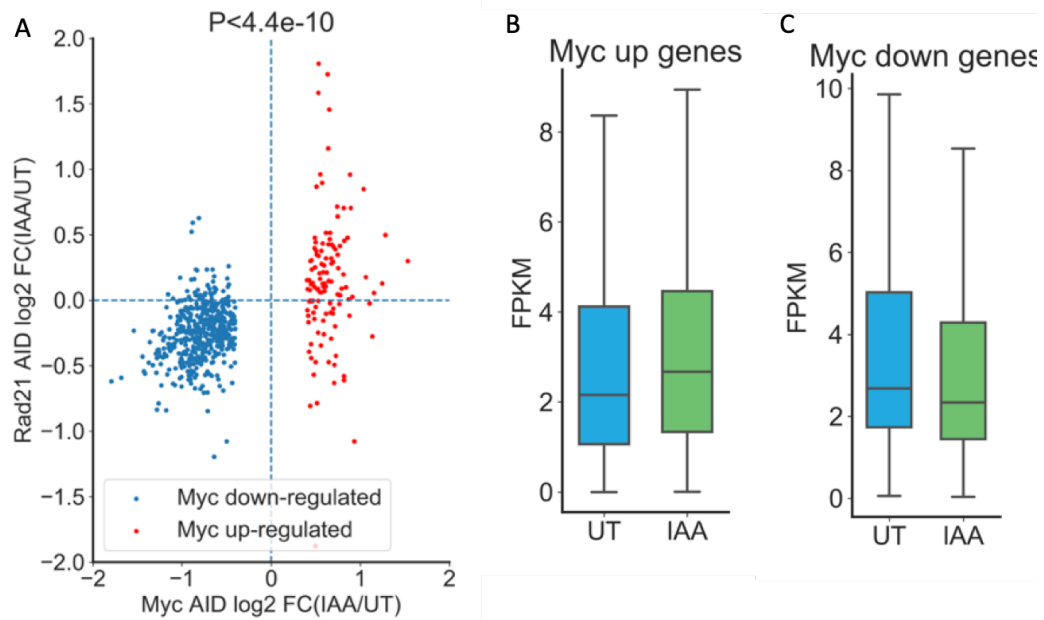 A
P<4.4e-10
2.0
1.5
1.0
0.5
0.0
−0.5
−1.0
−1.5
−2.0
Rad21 AID log2 FC(IAA/UT)
Myc down-regulated
Myc up-regulated
−2
−1
0
1
2
Myc AID log2 FC(IAA/UT)
B
Myc up genes
8
6
4
2
0
FPKM
UT
IAA
C
Myc down genes
10
8
6
4
2
0
FPKM
UT
IAA